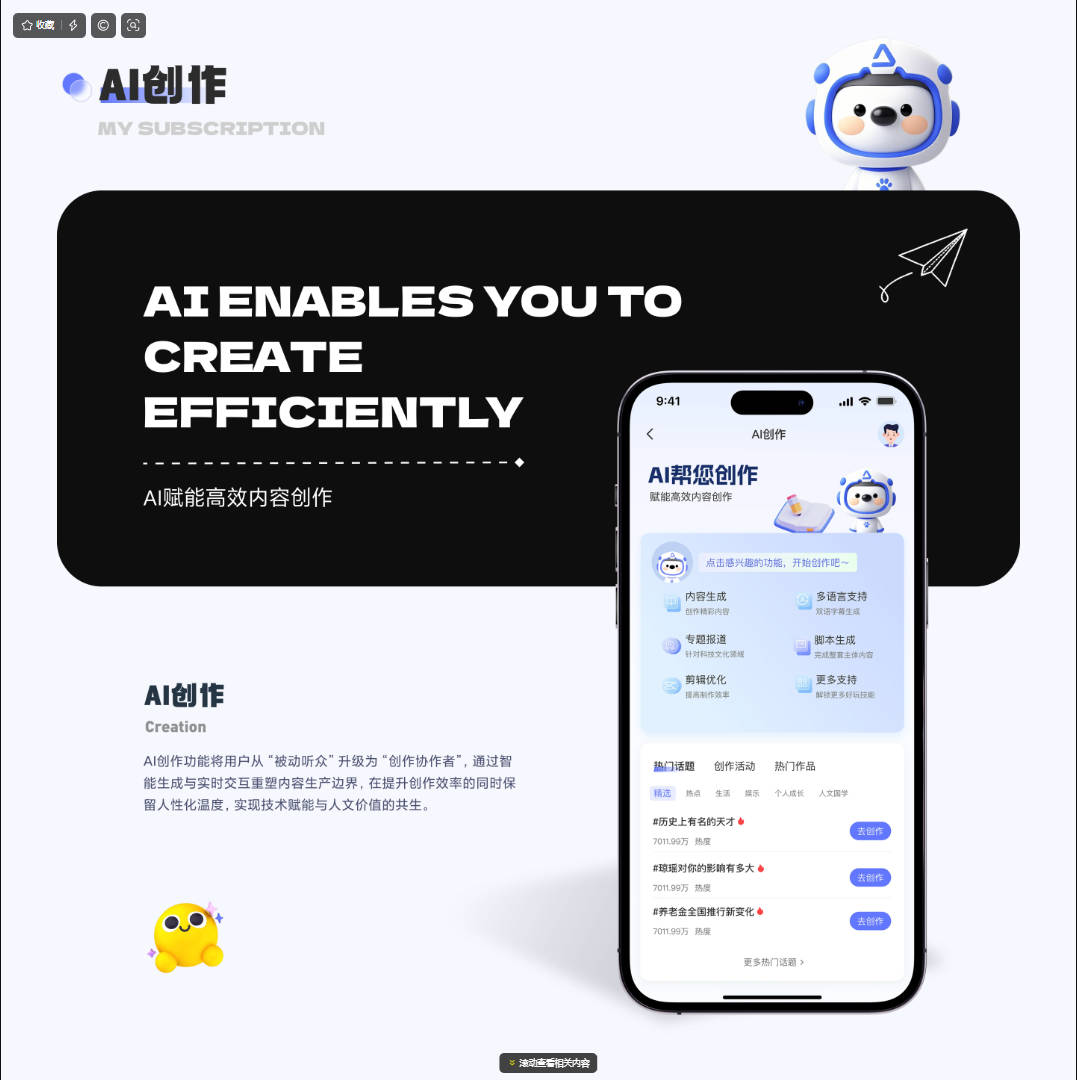 收藏
AI创作
MY SUBSCRIPTION
AI ENABLES YOU TO
CREATE
EFFICIENTLY
AI赋能高效内容创作
9:41
AI创作
AI帮您创作
赋能高效内容创作
点击感兴趣的功能，开始创作吧～
内容生成
创作精彩内容
多语言支持
双语字幕生成
专题报道
针对科技文化领域
脚本生成
完成整套主体内容
剪辑优化
提高制作效率
更多支持
解锁更多好玩技能
热门话题 创作活动 热门作品
精选 热点 生活 娱乐 个人成长 人文国学
#历史上有名的天才
7011.99万 热度
去创作
#琼瑶对你的影响有多大
7011.99万 热度
去创作
#养老金全国推行新变化
7011.99万 热度
去创作
更多热门话题 >
AI创作
Creation
AI创作功能将用户从“被动听众”升级为“创作协作者”，通过智
能生成与实时交互重塑内容生产边界，在提升创作效率的同时保
留人性化温度，实现技术赋能与人文价值的共生。
滚动查看相关内容